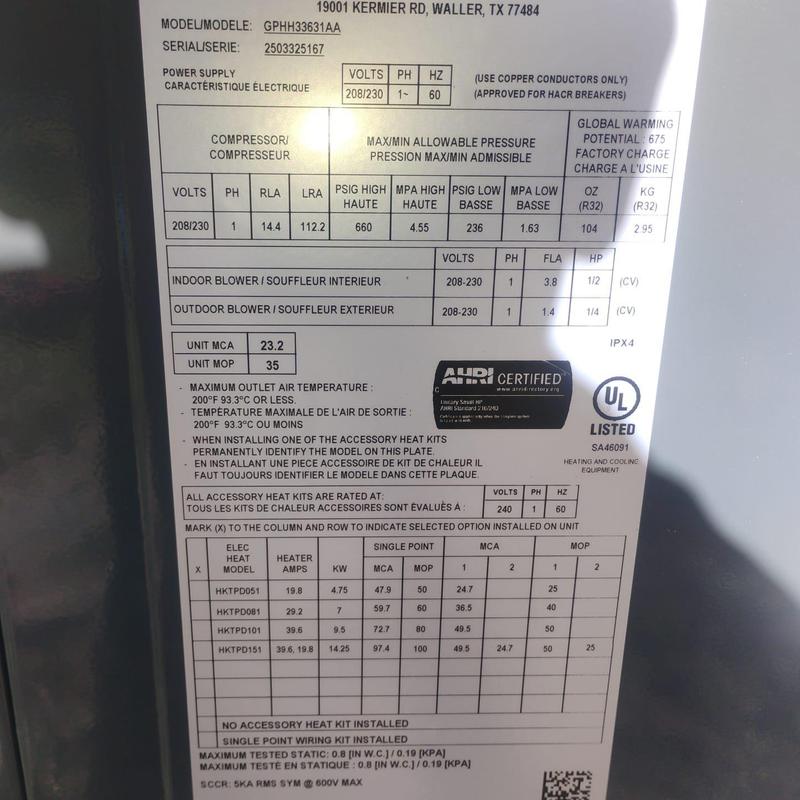 19001 KERMIER RD, WALLER, TX 77484
MODEL/MODELE: GPHH33631AA
SERIAL/SERIE: 2503325167
POWER SUPPLY
CARACTÉRISTIQUE ÉLECTRIQUE
VOLTS PH HZ
208/230 1~ 60
(USE COPPER CONDUCTORS ONLY)
(APPROVED FOR HACR BREAKERS)
COMPRESSOR/
COMPRESSEUR
MAX/MIN ALLOWABLE PRESSURE
PRESSION MAX/MIN ADMISSIBLE
GLOBAL WARMING
POTENTIAL : 675
FACTORY CHARGE
CHARGE A L'USINE
VOLTS PH RLA LRA PSIG HIGH HAUTE MPA HIGH HAUTE PSIG LOW BASSE MPA LOW BASSE OZ (R32) KG (R32)
208/230 1 14.4 112.2 660 4.55 236 1.63 104 2.95
VOLTS PH FLA HP
INDOOR BLOWER / SOUFFLEUR INTERIEUR 208-230 1 3.8 1/2 (CV)
OUTDOOR BLOWER / SOUFFLEUR EXTERIEUR 208-230 1 1.4 1/4 (CV)
UNIT MCA 23.2
UNIT MOP 35
IPX4
AHRI CERTIFIED
www.ahridirectory.org
Unitary Small HP
AHRI Standard 210/240
UL
LISTED
SA46091
HEATING AND COOLING
EQUIPMENT
- MAXIMUM OUTLET AIR TEMPERATURE :
200°F 93.3°C OR LESS.
- TEMPÉRATURE MAXIMALE DE L'AIR DE SORTIE :
200°F 93.3°C OU MOINS
- WHEN INSTALLING ONE OF THE ACCESSORY HEAT KITS
PERMANENTLY IDENTIFY THE MODEL ON THIS PLATE.
- EN INSTALLANT UNE PIECE ACCESSOIRE DE KIT DE CHALEUR IL
FAUT TOUJOURS IDENTIFIER LE MODELE DANS CETTE PLAQUE.
ALL ACCESSORY HEAT KITS ARE RATED AT:
TOUS LES KITS DE CHALEUR ACCESSOIRES SONT ÉVALUÉS À :
VOLTS PH HZ
240 1 60
MARK (X) TO THE COLUMN AND ROW TO INDICATE SELECTED OPTION INSTALLED ON UNIT
X ELEC HEAT MODEL HEATER AMPS KW SINGLE POINT MCA MOP
MCA MOP 1 2 1 2
HKTPD051 19.8 4.75 47.9 50 24.7 25
HKTPD081 29.2 7 59.7 60 36.5 40
HKTPD101 39.6 9.5 72.7 80 49.5 50
HKTPD151 39.6, 19.8 14.25 97.4 100 49.5 24.7 50 25
NO ACCESSORY HEAT KIT INSTALLED
SINGLE POINT WIRING KIT INSTALLED
MAXIMUM TESTED STATIC: 0.8 [IN W.C.] / 0.19 [KPA]
MAXIMUM TESTÉ EN STATIQUE : 0.8 [IN W.C.] / 0.19 [KPA]
SCCR: 5KA RMS SYM @ 600V MAX